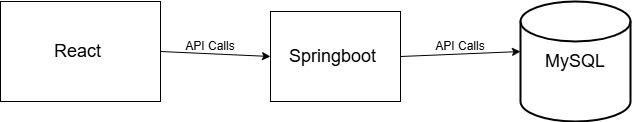 React
API Calls
Springboot
API Calls
MySQL